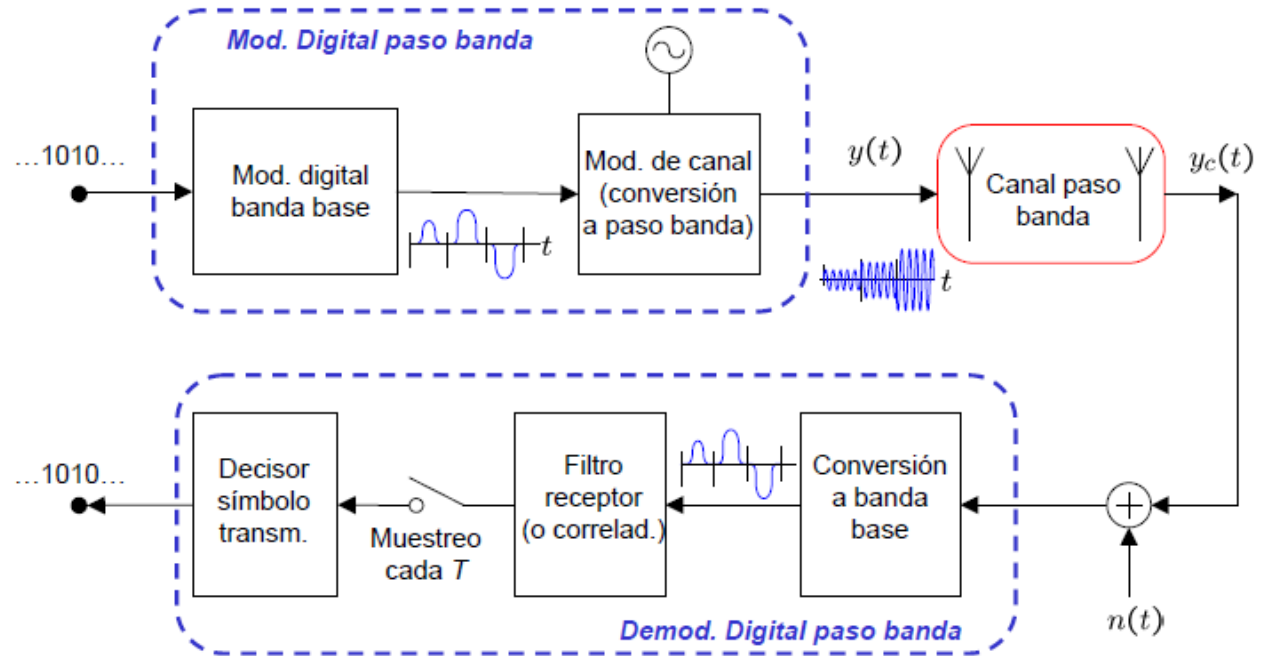 Mod. Digital paso banda
...1010...
Mod. digital
banda base
t
Mod. de canal
(conversión
a paso banda)
y(t)
t
Canal paso
banda
y_c(t)
...1010...
Decisor
símbolo
transm.
Muestreo
cada T
Filtro
receptor
(o correlad.)
Conversión
a banda
base
+
n(t)
Demod. Digital paso banda